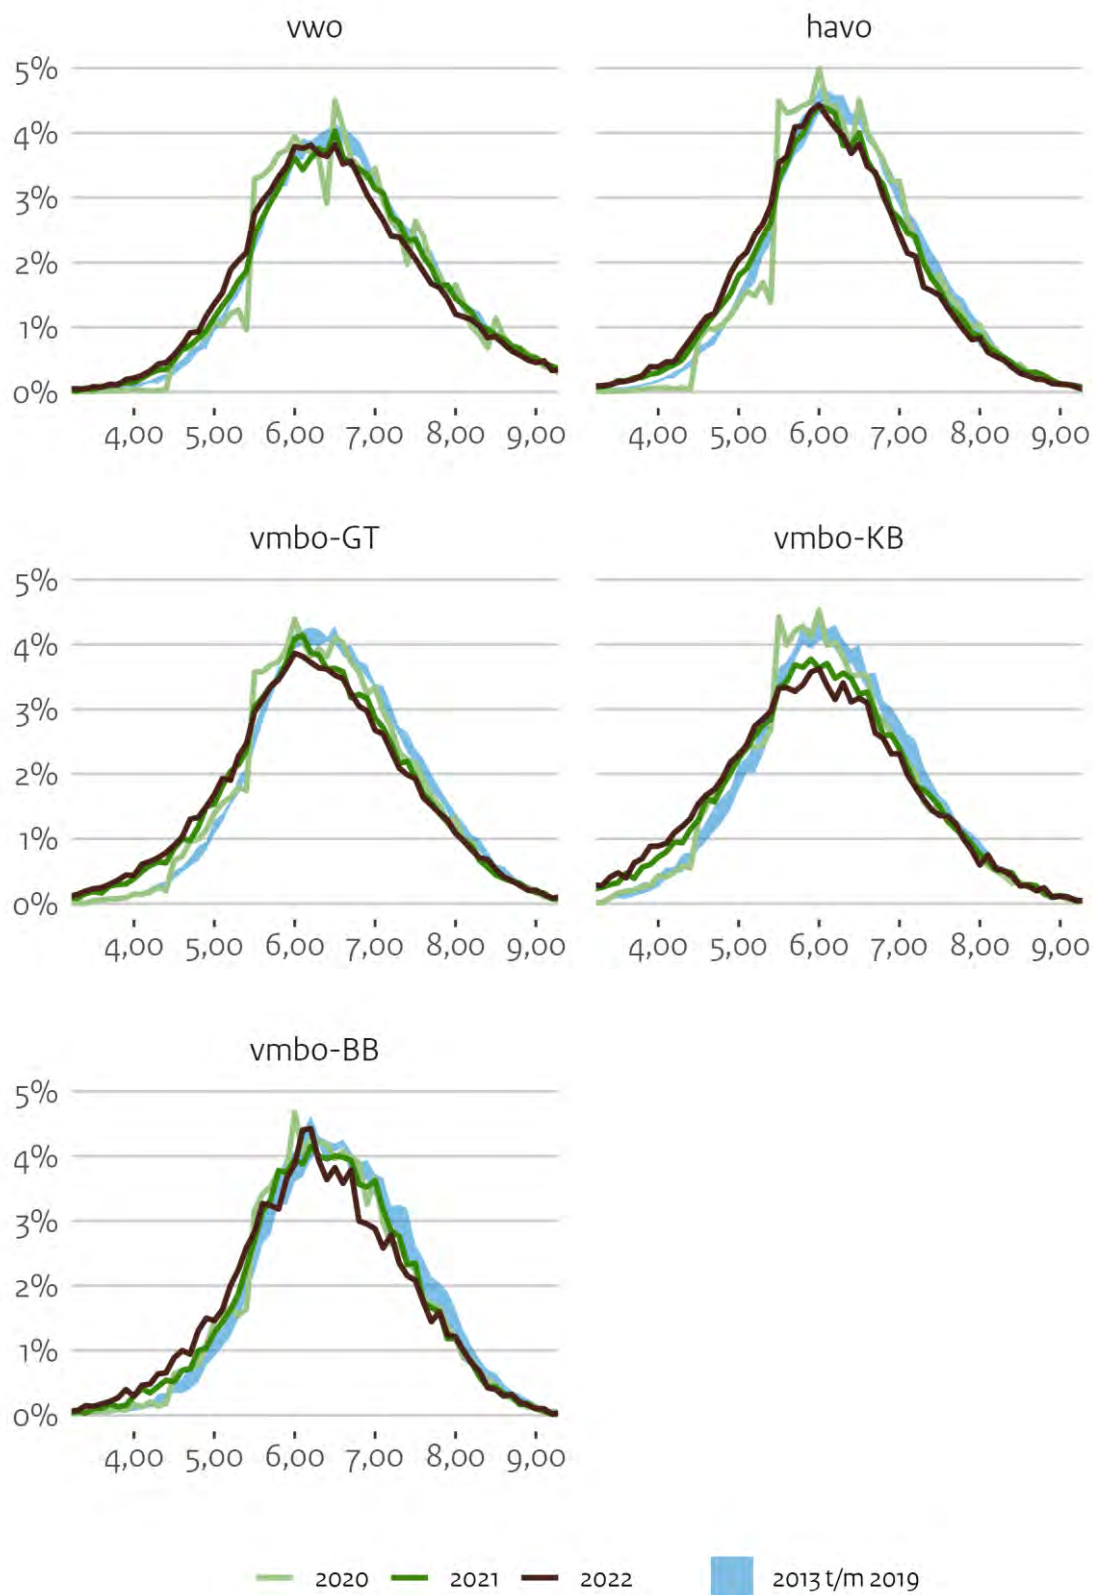 vwo havo
5%
4%
3%
2%
1%
0%
4,00 5,00 6,00 7,00 8,00 9,00 4,00 5,00 6,00 7,00 8,00 9,00
vmbo-GT vmbo-KB
5%
4%
3%
2%
1%
0%
4,00 5,00 6,00 7,00 8,00 9,00 4,00 5,00 6,00 7,00 8,00 9,00
vmbo-BB
5%
4%
3%
2%
1%
0%
4,00 5,00 6,00 7,00 8,00 9,00
2020 2021 2022 2013 t/m 2019